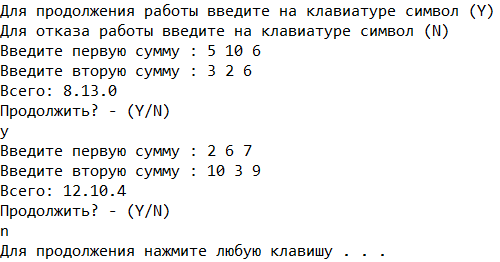 Для продолжения работы введите на клавиатуре символ (Y)
Для отказа работы введите на клавиатуре символ (N)
Введите первую сумму : 5 10 6
Введите вторую сумму : 3 2 6
Всего: 8.13.0
Продолжить? - (Y/N)
y
Введите первую сумму : 2 6 7
Введите вторую сумму : 10 3 9
Всего: 12.10.4
Продолжить? - (Y/N)
n
Для продолжения нажмите любую клавишу . . .